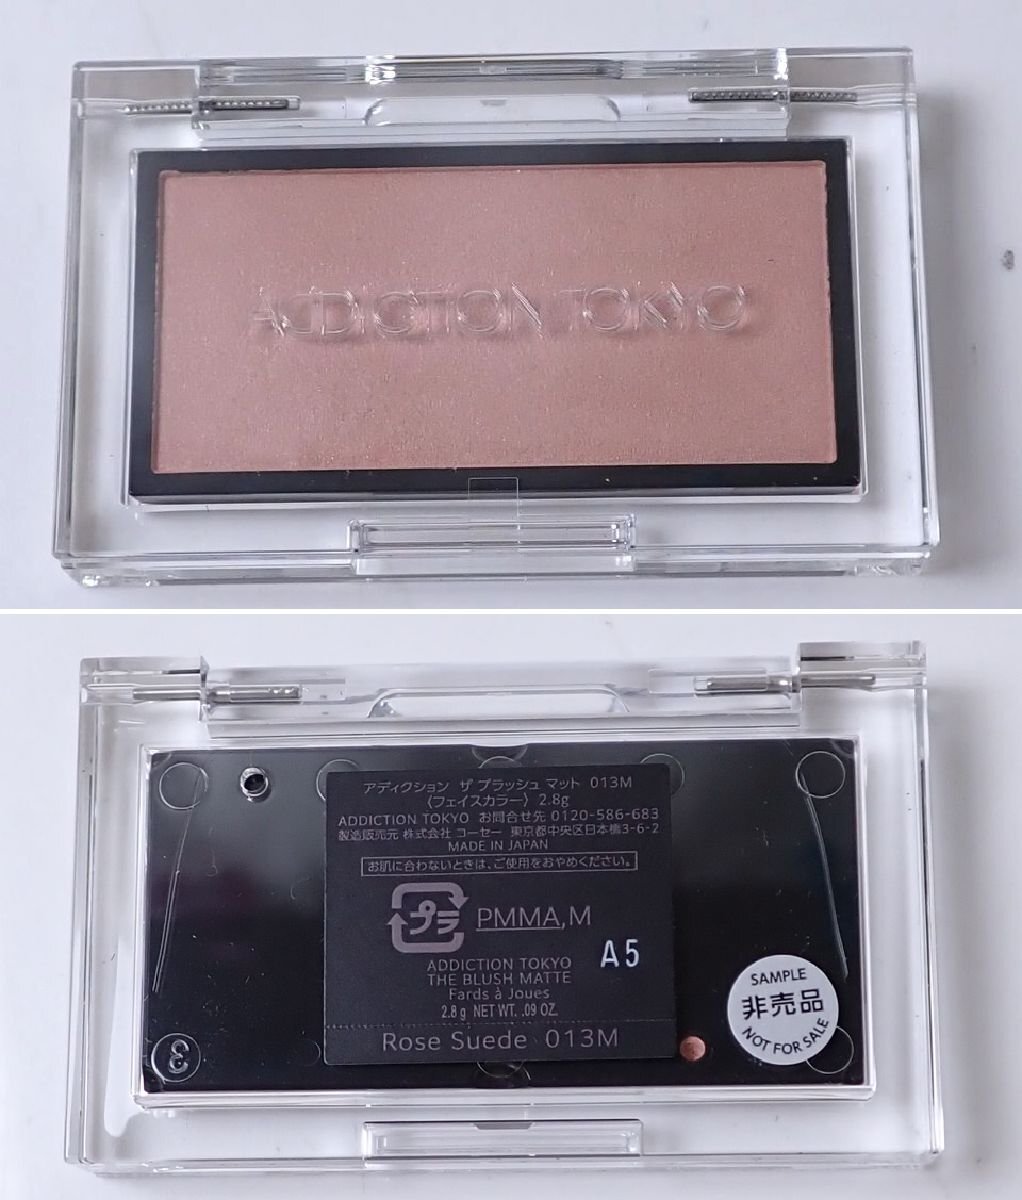 ADDICTION TOKYO
アディクション ザ ブラッシュ マット 013M
〈フェイスカラー〉 2.8g
ADDICTION TOKYO お問合せ先 0120-586-683
製造販売元 株式会社 コーセー 東京都中央区日本橋3-6-2
MADE IN JAPAN
お肌に合わないときは、ご使用をおやめください。
プラ PMMA,M
A5
ADDICTION TOKYO
THE BLUSH MATTE
Fards à Joues
2.8 g NET WT. .09 OZ.
Rose Suede 013M
SAMPLE
非売品
NOT FOR SALE
3